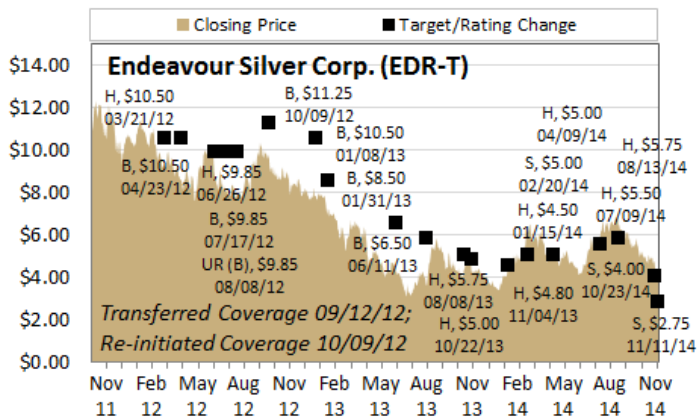 Closing Price Target/Rating Change
Endeavour Silver Corp. (EDR-T)
$14.00
$12.00
$10.00
$8.00
$6.00
$4.00
$2.00
$0.00
H, $10.50
03/21/12
B, $10.50
04/23/12
H, $9.85
06/26/12
B, $9.85
07/17/12
UR (B), $9.85
08/08/12
B, $11.25
10/09/12
B, $10.50
01/08/13
B, $8.50
01/31/13
B, $6.50
06/11/13
H, $5.75
08/08/13
H, $5.00
10/22/13
H, $4.80
11/04/13
H, $4.50
01/15/14
S, $5.00
02/20/14
H, $5.00
04/09/14
H, $5.50
07/09/14
H, $5.75
08/13/14
S, $4.00
10/23/14
S, $2.75
11/11/14
Transferred Coverage 09/12/12;
Re-initiated Coverage 10/09/12
Nov Feb May Aug Nov Feb May Aug Nov Feb May Aug Nov
11 12 12 12 12 13 13 13 13 14 14 14 14